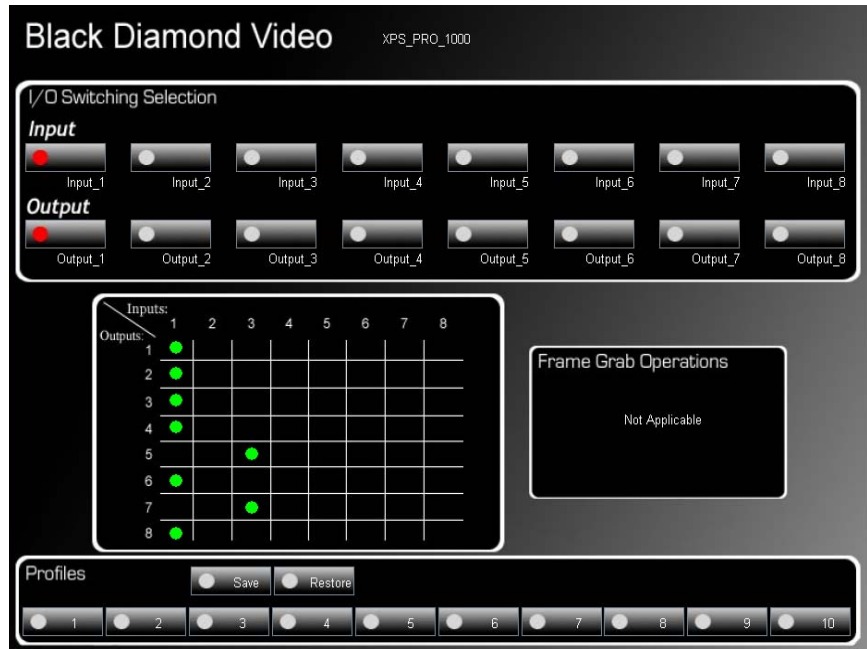 Black Diamond Video XPS_PRO_1000
I/O Switching Selection
Input
Input_1 Input_2 Input_3 Input_4 Input_5 Input_6 Input_7 Input_8
Output
Output_1 Output_2 Output_3 Output_4 Output_5 Output_6 Output_7 Output_8
Inputs:
1 2 3 4 5 6 7 8
Outputs:
1
2
3
4
5
6
7
8
Frame Grab Operations
Not Applicable
Profiles Save Restore
1 2 3 4 5 6 7 8 9 10